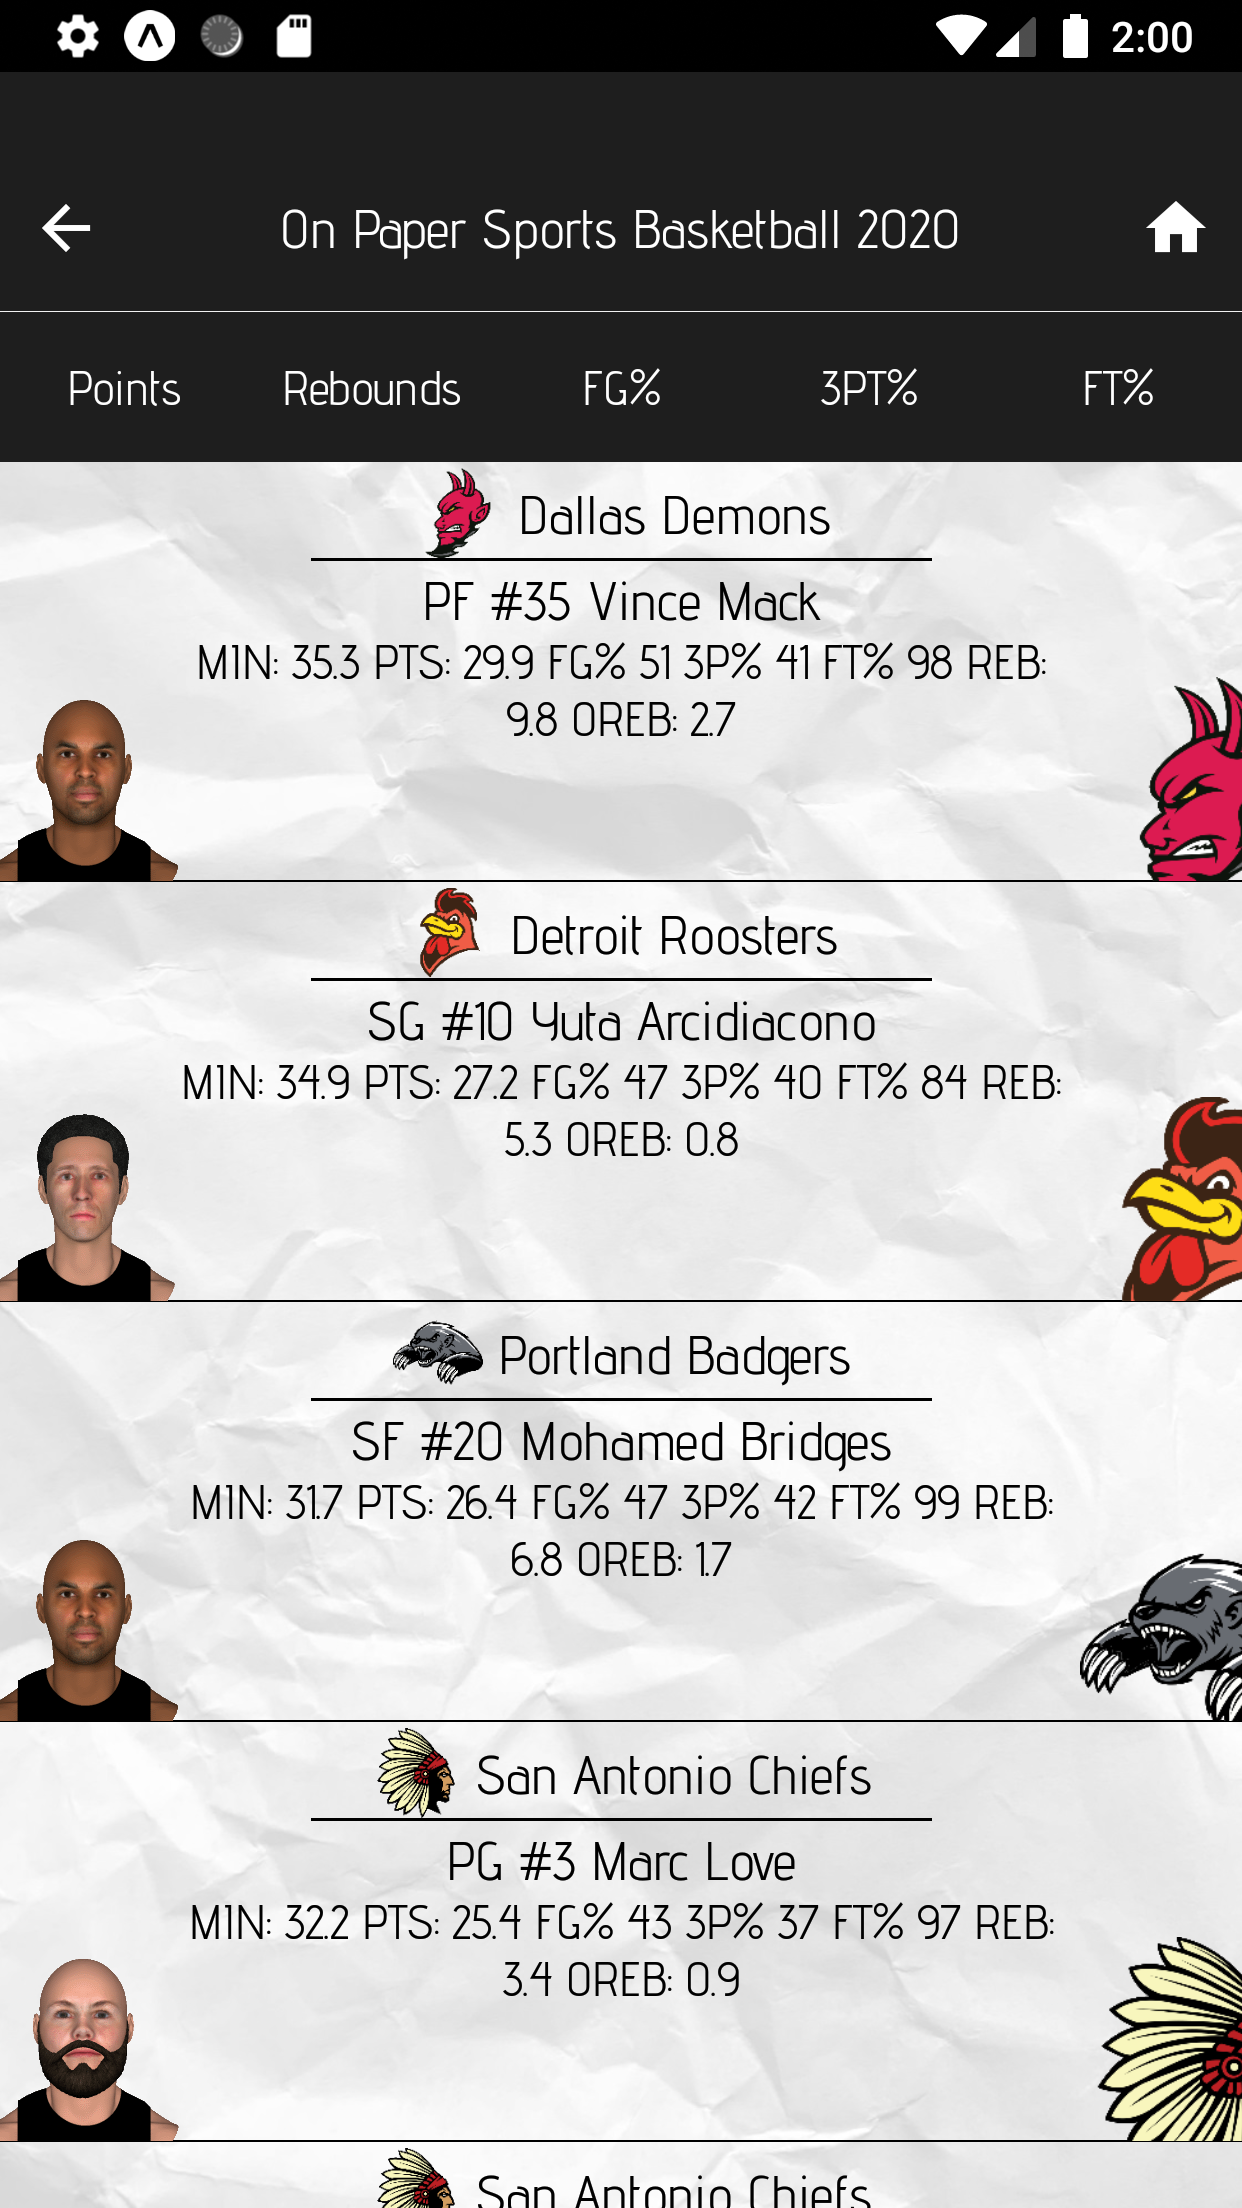 2:00
On Paper Sports Basketball 2020
Points Rebounds FG% 3PT% FT%
Dallas Demons
PF #35 Vince Mack
MIN: 35.3 PTS: 29.9 FG% 51 3P% 41 FT% 98 REB:
9.8 OREB: 2.7
Detroit Roosters
SG #10 Yuta Arcidiacono
MIN: 34.9 PTS: 27.2 FG% 47 3P% 40 FT% 84 REB:
5.3 OREB: 0.8
Portland Badgers
SF #20 Mohamed Bridges
MIN: 31.7 PTS: 26.4 FG% 47 3P% 42 FT% 99 REB:
6.8 OREB: 1.7
San Antonio Chiefs
PG #3 Marc Love
MIN: 32.2 PTS: 25.4 FG% 43 3P% 37 FT% 97 REB:
3.4 OREB: 0.9
San Antonio Chiefs